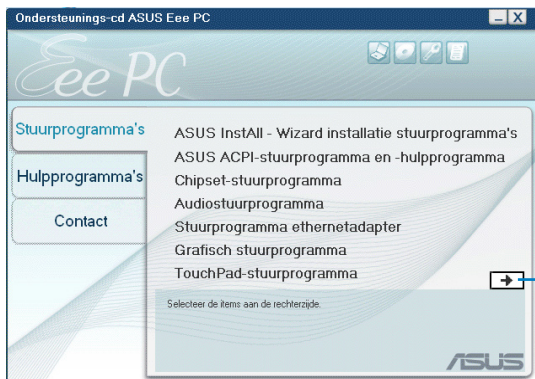 Ondersteunings-cd ASUS Eee PC
Eee PC
Stuurprogramma's
Hulpprogramma's
Contact
ASUS InstAll - Wizard installatie stuurprogramma's
ASUS ACPI-stuurprogramma en -hulpprogramma
Chipset-stuurprogramma
Audiostuurprogramma
Stuurprogramma ethernetadapter
Grafisch stuurprogramma
TouchPad-stuurprogramma
Selecteer de items aan de rechterzijde.
ASUS